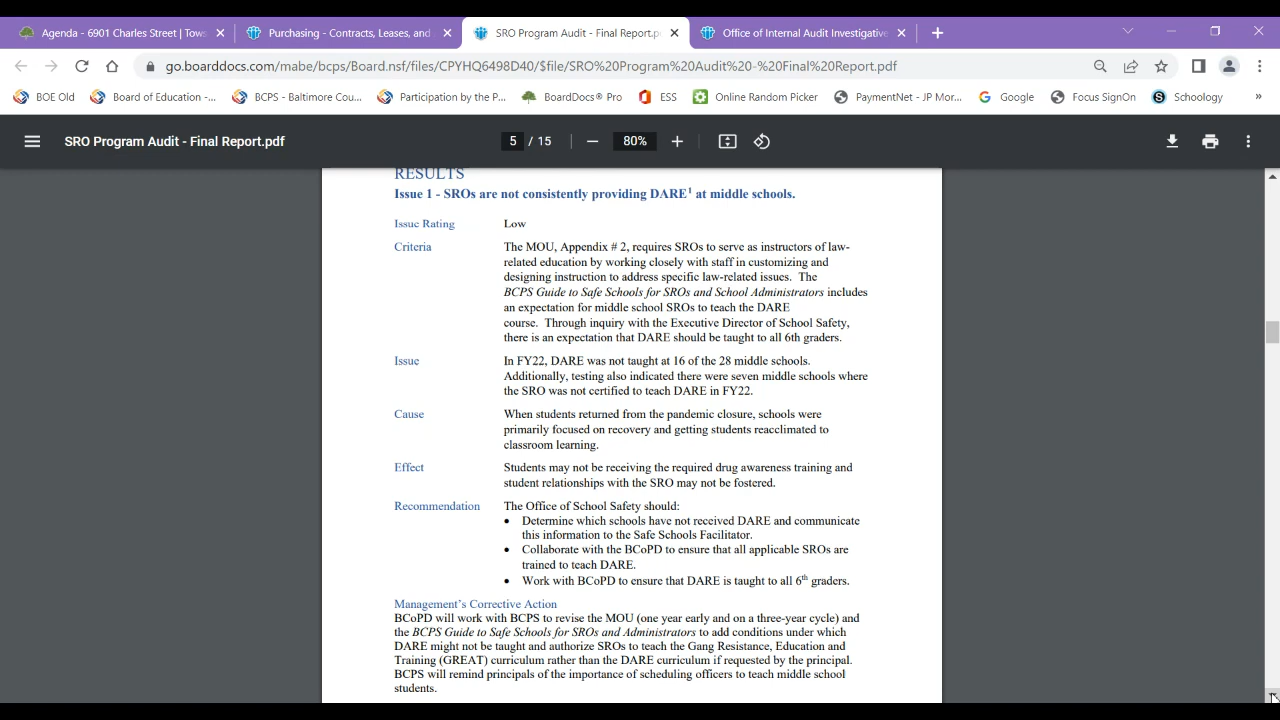 Agenda - 6901 Charles Street | Tows
Purchasing - Contracts, Leases, and
SRO Program Audit - Final Report.p
Office of Internal Audit Investigative
go.boarddocs.com/mabe/bcps/Board.nsf/files/CPYHQ6498D40/$file/SRO%20Program%20Audit%20-%20Final%20Report.pdf
BOE Old
Board of Education -...
BCPS - Baltimore Cou...
Participation by the P...
BoardDocs® Pro
ESS
Online Random Picker
PaymentNet - JP Mor...
Google
Focus SignOn
Schoology
»
SRO Program Audit - Final Report.pdf
5 / 15
80%
RESULTS
Issue 1 - SROs are not consistently providing DARE1 at middle schools.
Issue Rating Low
Criteria The MOU, Appendix # 2, requires SROs to serve as instructors of law-
related education by working closely with staff in customizing and
designing instruction to address specific law-related issues. The
BCPS Guide to Safe Schools for SROs and School Administrators includes
an expectation for middle school SROs to teach the DARE
course. Through inquiry with the Executive Director of School Safety,
there is an expectation that DARE should be taught to all 6th graders.
Issue In FY22, DARE was not taught at 16 of the 28 middle schools.
Additionally, testing also indicated there were seven middle schools where
the SRO was not certified to teach DARE in FY22.
Cause When students returned from the pandemic closure, schools were
primarily focused on recovery and getting students reacclimated to
classroom learning.
Effect Students may not be receiving the required drug awareness training and
student relationships with the SRO may not be fostered.
Recommendation The Office of School Safety should:
• Determine which schools have not received DARE and communicate
this information to the Safe Schools Facilitator.
• Collaborate with the BCoPD to ensure that all applicable SROs are
trained to teach DARE.
• Work with BCoPD to ensure that DARE is taught to all 6th graders.
Management's Corrective Action
BCoPD will work with BCPS to revise the MOU (one year early and on a three-year cycle) and
the BCPS Guide to Safe Schools for SROs and Administrators to add conditions under which
DARE might not be taught and authorize SROs to teach the Gang Resistance, Education and
Training (GREAT) curriculum rather than the DARE curriculum if requested by the principal.
BCPS will remind principals of the importance of scheduling officers to teach middle school
students.